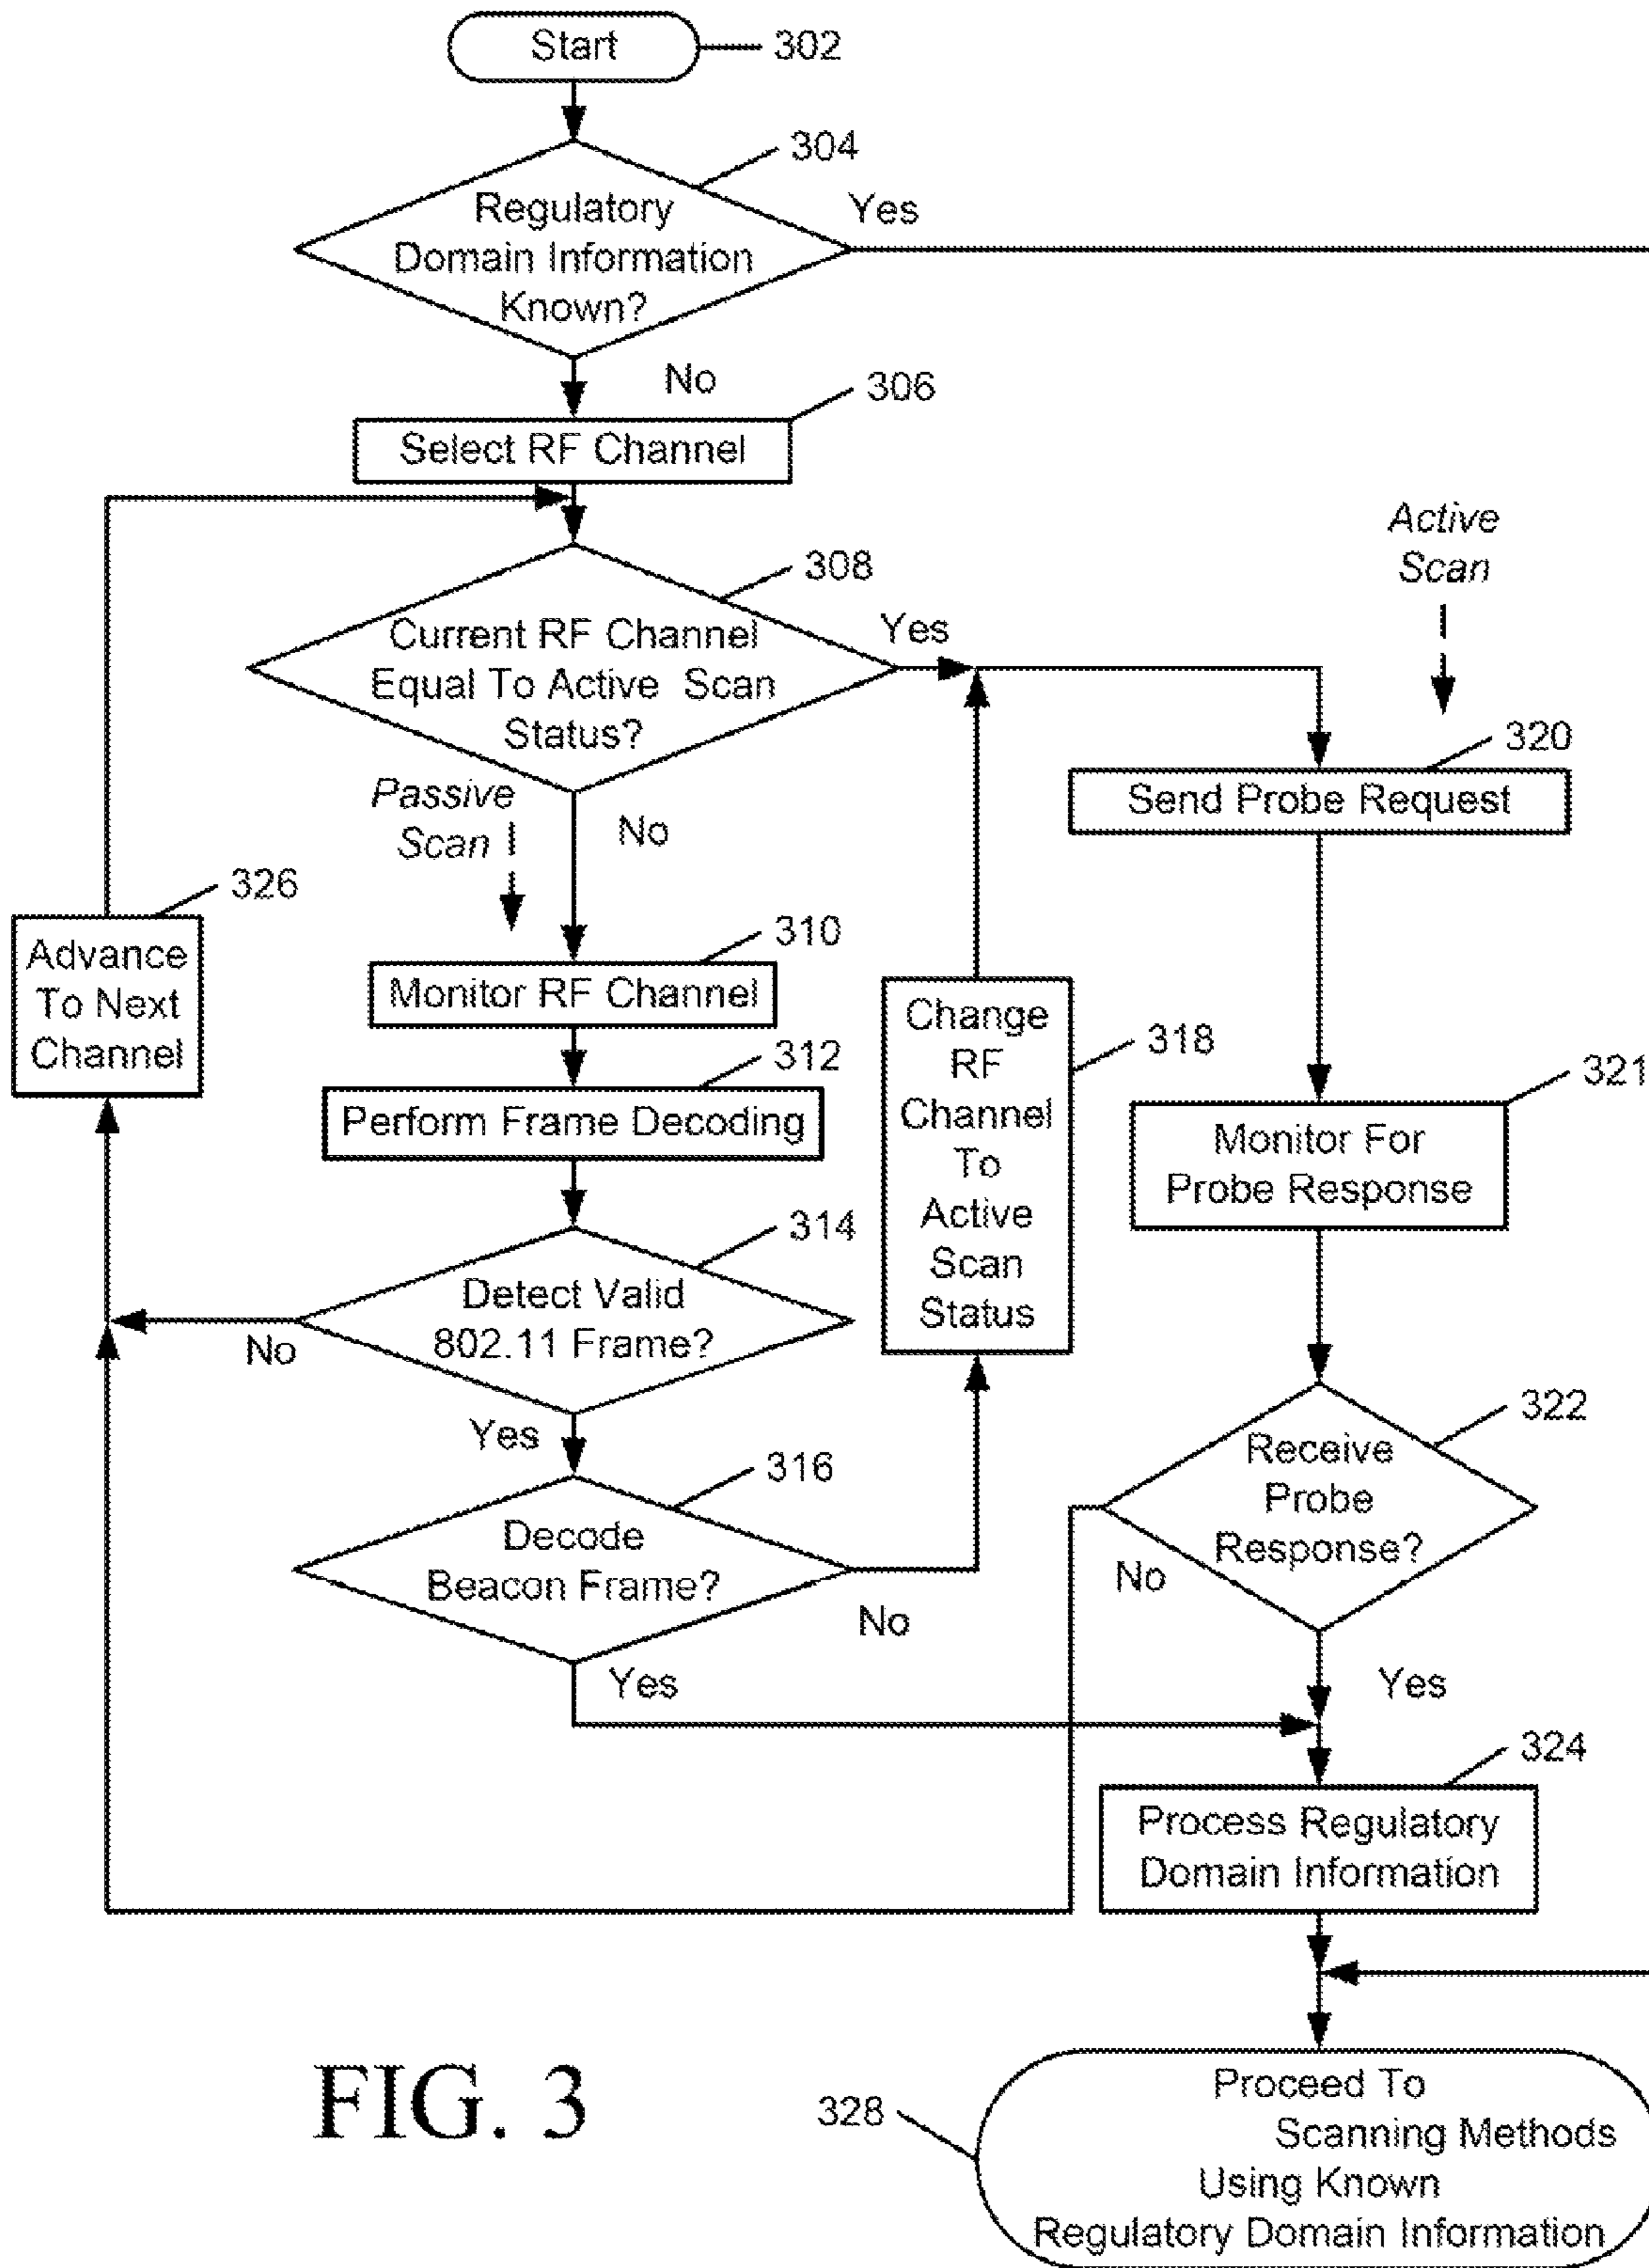 Start
302
304
Regulatory
Domain Information
Known?
Yes
No
306
Select RF Channel
308
Current RF Channel
Equal To Active Scan
Status?
Yes
Active
Scan
320
Send Probe Request
Passive
Scan
No
326
Advance
To Next
Channel
310
Monitor RF Channel
312
Perform Frame Decoding
Change
RF
Channel
To
Active
Scan
Status
318
321
Monitor For
Probe Response
314
Detect Valid
802.11 Frame?
No
Yes
316
Decode
Beacon Frame?
No
Yes
322
Receive
Probe
Response?
No
Yes
324
Process Regulatory
Domain Information
FIG. 3
328
Proceed To
Scanning Methods
Using Known
Regulatory Domain Information